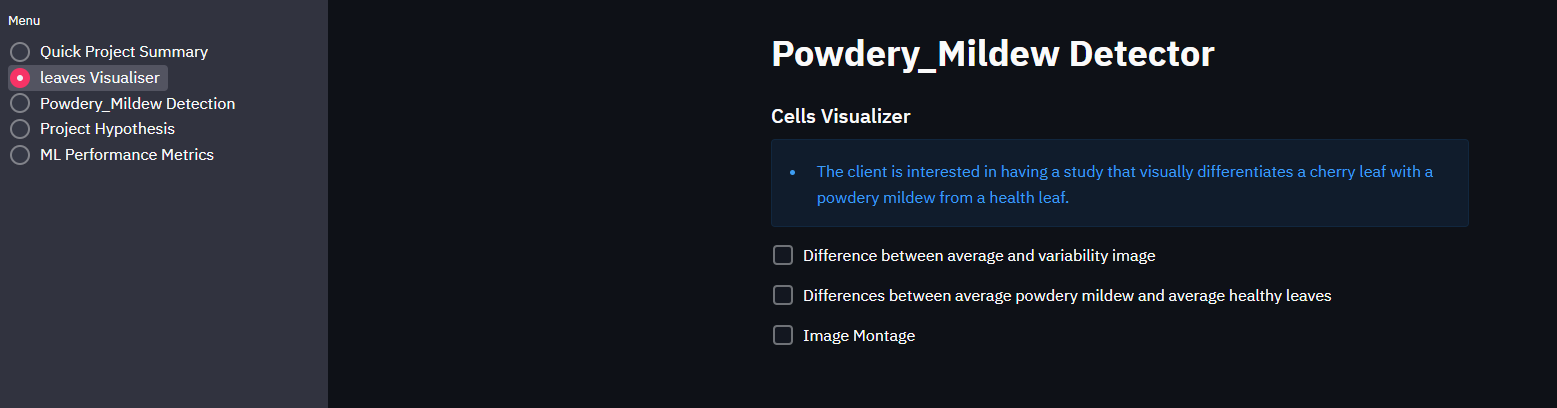 Menu
Quick Project Summary
leaves Visualiser
Powdery_Mildew Detection
Project Hypothesis
ML Performance Metrics
Powdery_Mildew Detector
Cells Visualizer
The client is interested in having a study that visually differentiates a cherry leaf with a
powdery mildew from a health leaf.
Difference between average and variability image
Differences between average powdery mildew and average healthy leaves
Image Montage